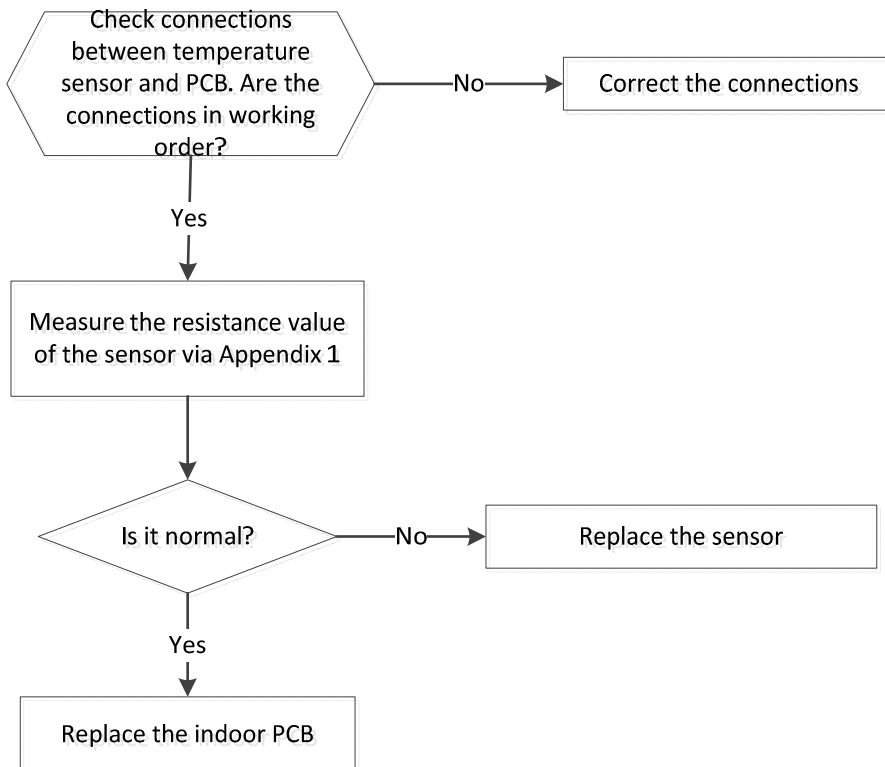 Check connections
between temperature
sensor and PCB. Are the
connections in working
order?
No
Correct the connections
Yes
Measure the resistance value
of the sensor via Appendix 1
Is it normal?
No
Replace the sensor
Yes
Replace the indoor PCB